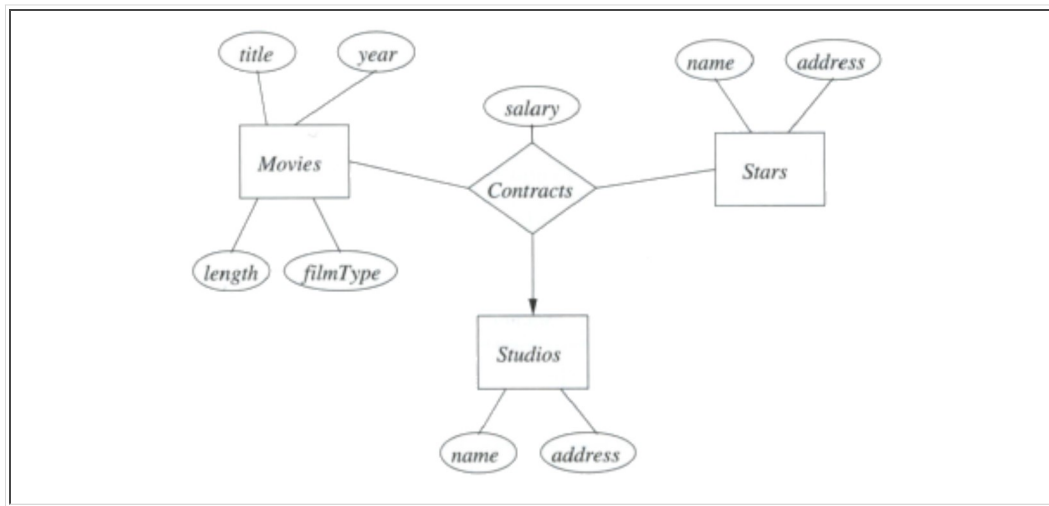 title
year
name
address
salary
Movies
Contracts
Stars
length
filmType
Studios
name
address